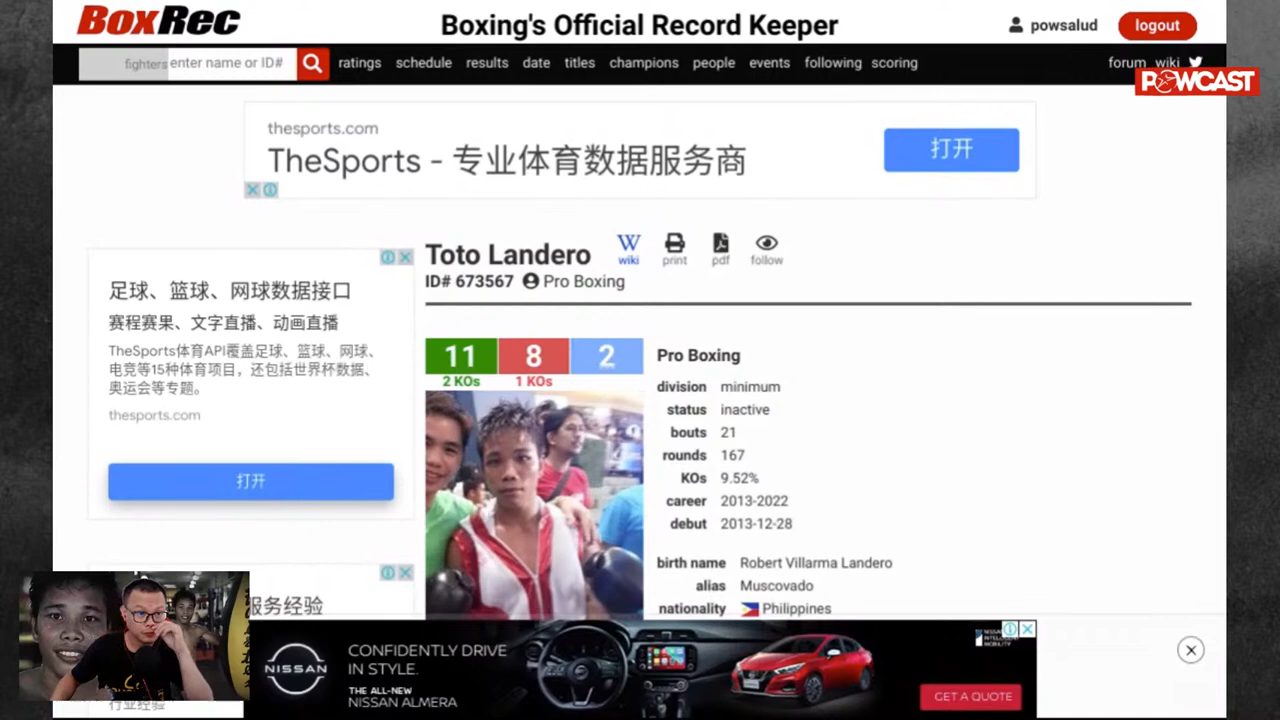 BoxRec
Boxing's Official Record Keeper
powsalud
logout
fighters
enter name or ID#
ratings schedule results date titles champions people events following scoring
forum wiki
POWCAST
thesports.com
TheSports - 专业体育数据服务商
打开
足球、篮球、网球数据接口
赛程赛果、文字直播、动画直播
TheSports体育API覆盖足球、篮球、网球、
电竞等15种体育项目，还包括世界杯数据、
奥运会等专题。
thesports.com
打开
服务经验
行业经验
Toto Landero
W wiki print pdf follow
ID# 673567 Pro Boxing
11 8 2
2 KOs 1 KOs
Pro Boxing
division minimum
status inactive
bouts 21
rounds 167
KOs 9.52%
career 2013-2022
debut 2013-12-28
birth name Robert Villarma Landero
alias Muscovado
nationality Philippines
NISSAN
CONFIDENTLY DRIVE
IN STYLE.
THE ALL-NEW
NISSAN ALMERA
GET A QUOTE